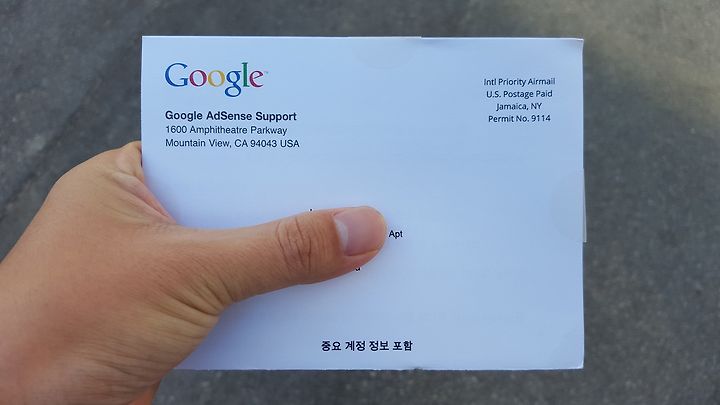 Google
Google AdSense Support
1600 Amphitheatre Parkway
Mountain View, CA 94043 USA
Intl Priority Airmail
U.S. Postage Paid
Jamaica, NY
Permit No. 9114
Apt
중요 계정 정보 포함